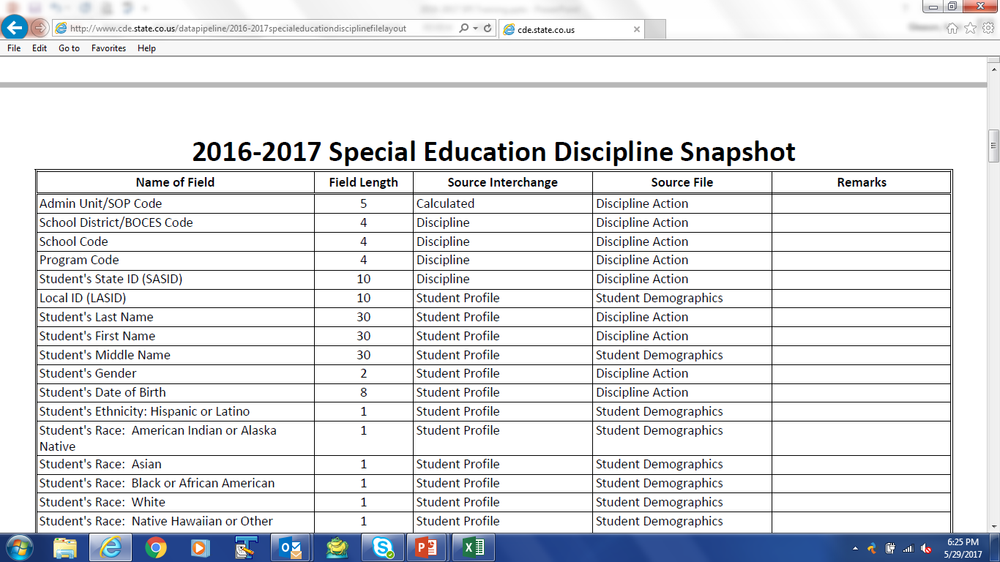 http://www.cde.state.co.us/datapipeline/2016-2017specialeducationdisciplinefilelayout
cde.state.co.us
File Edit Go to Favorites Help
2016-2017 Special Education Discipline Snapshot
Name of Field Field Length Source Interchange Source File Remarks
Admin Unit/SOP Code 5 Calculated Discipline Action
School District/BOCES Code 4 Discipline Discipline Action
School Code 4 Discipline Discipline Action
Program Code 4 Discipline Discipline Action
Student's State ID (SASID) 10 Discipline Discipline Action
Local ID (LASID) 10 Student Profile Student Demographics
Student's Last Name 30 Student Profile Discipline Action
Student's First Name 30 Student Profile Discipline Action
Student's Middle Name 30 Student Profile Student Demographics
Student's Gender 2 Student Profile Discipline Action
Student's Date of Birth 8 Student Profile Discipline Action
Student's Ethnicity: Hispanic or Latino 1 Student Profile Student Demographics
Student's Race: American Indian or Alaska 1 Student Profile Student Demographics
Native
Student's Race: Asian 1 Student Profile Student Demographics
Student's Race: Black or African American 1 Student Profile Student Demographics
Student's Race: White 1 Student Profile Student Demographics
Student's Race: Native Hawaiian or Other 1 Student Profile Student Demographics
6:25 PM
5/29/2017